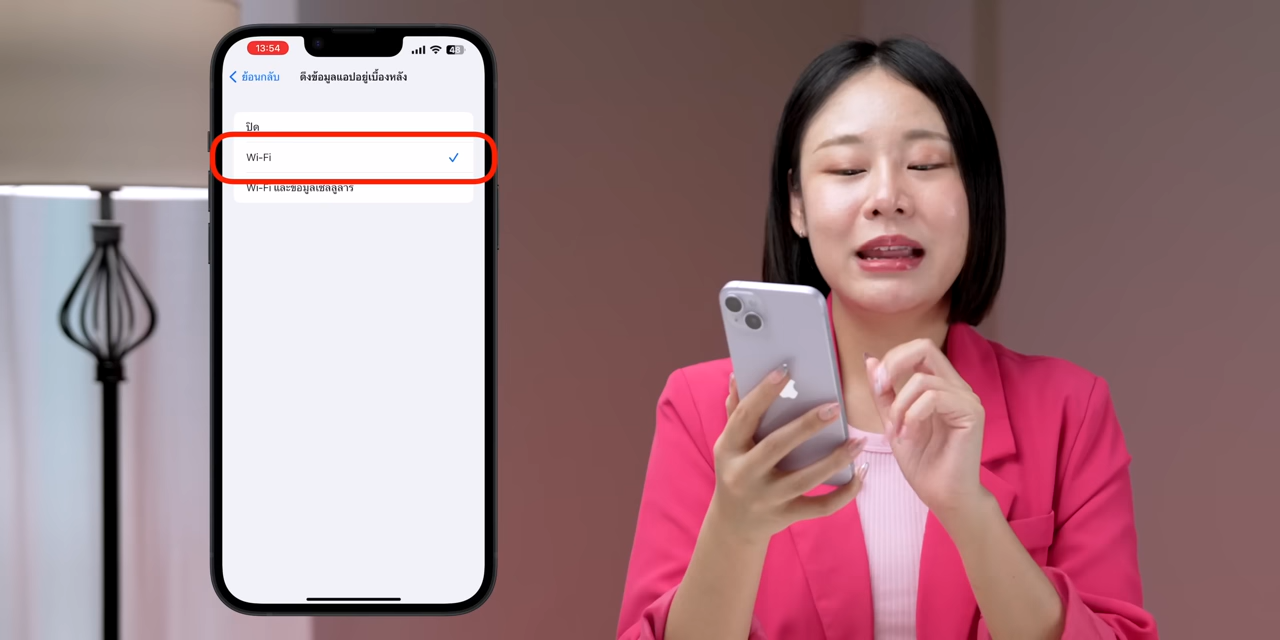 13:54
48
ย้อนกลับ ดึงข้อมูลแอปอยู่เบื้องหลัง
ปิด
Wi-Fi
Wi-Fi และข้อมูลเซลลูลาร์